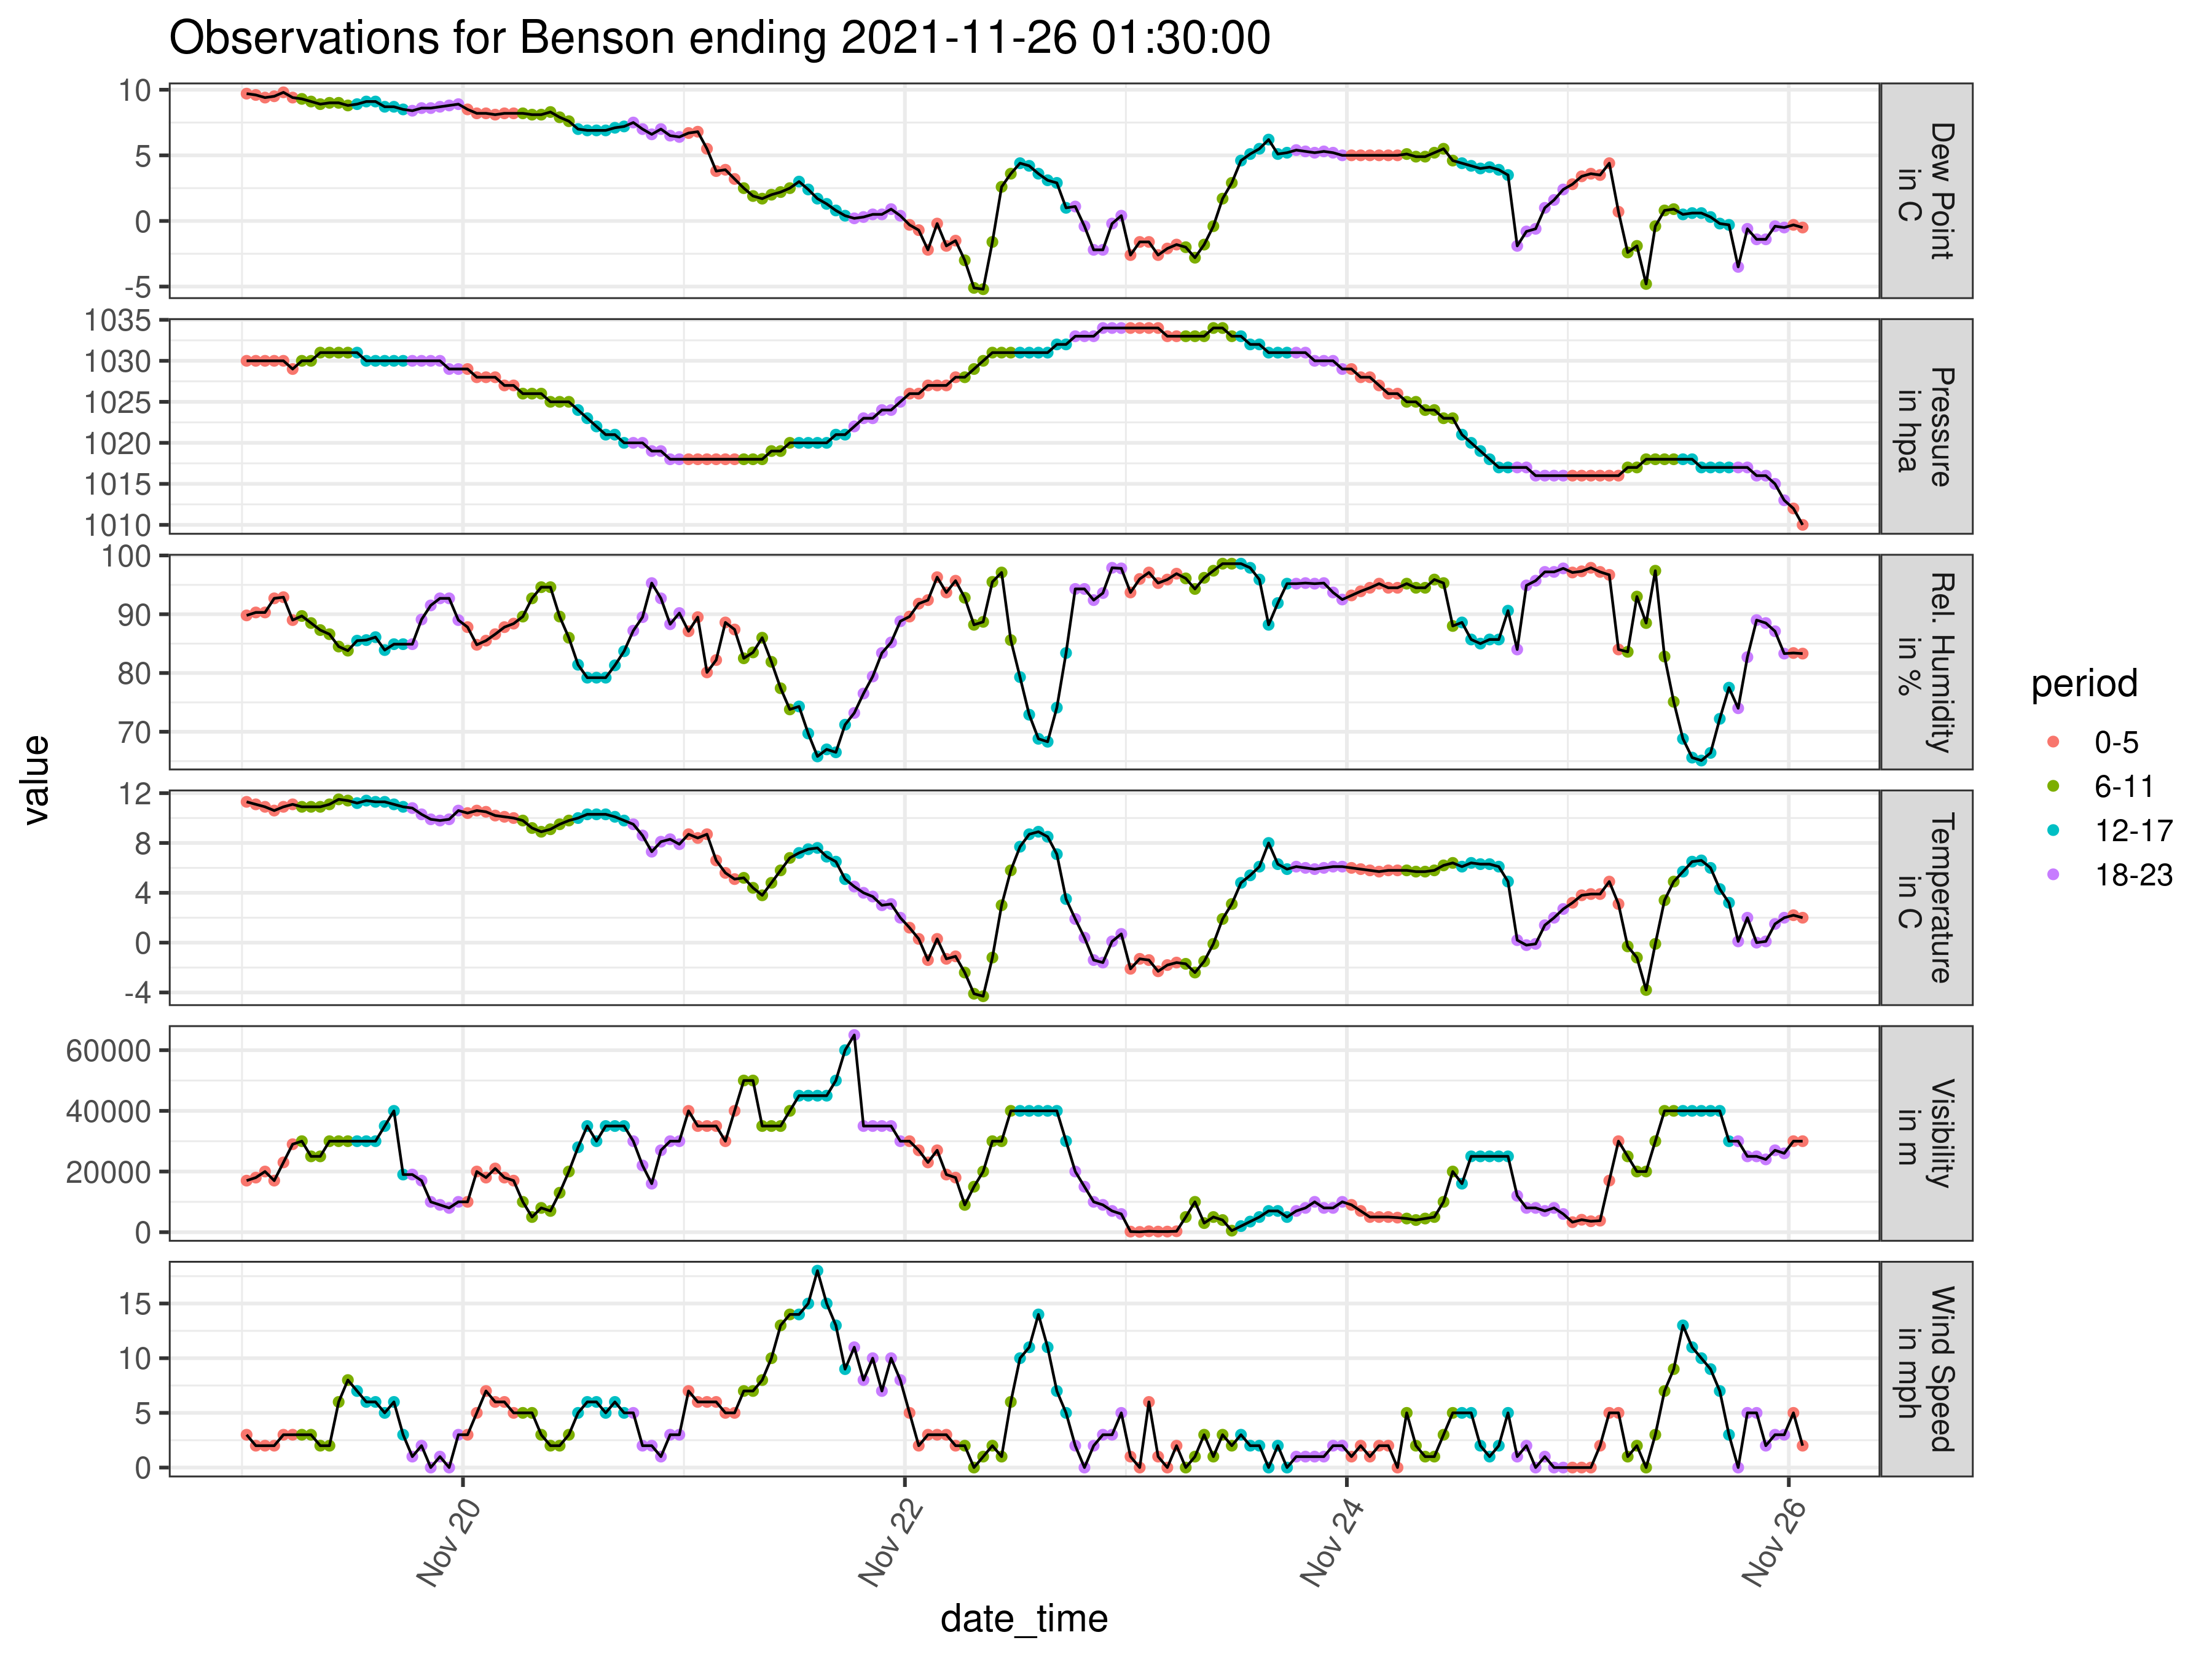 Observations for Benson ending 2021-11-26 01:30:00
value
10
5
0
-5
Dew Point
in C
1035
1030
1025
1020
1015
1010
Pressure
in hpa
100
90
80
70
Rel. Humidity
in %
12
8
4
0
-4
Temperature
in C
60000
40000
20000
0
Visibility
in m
15
10
5
0
Wind Speed
in mph
Nov 20
Nov 22
Nov 24
Nov 26
date_time
period
0-5
6-11
12-17
18-23